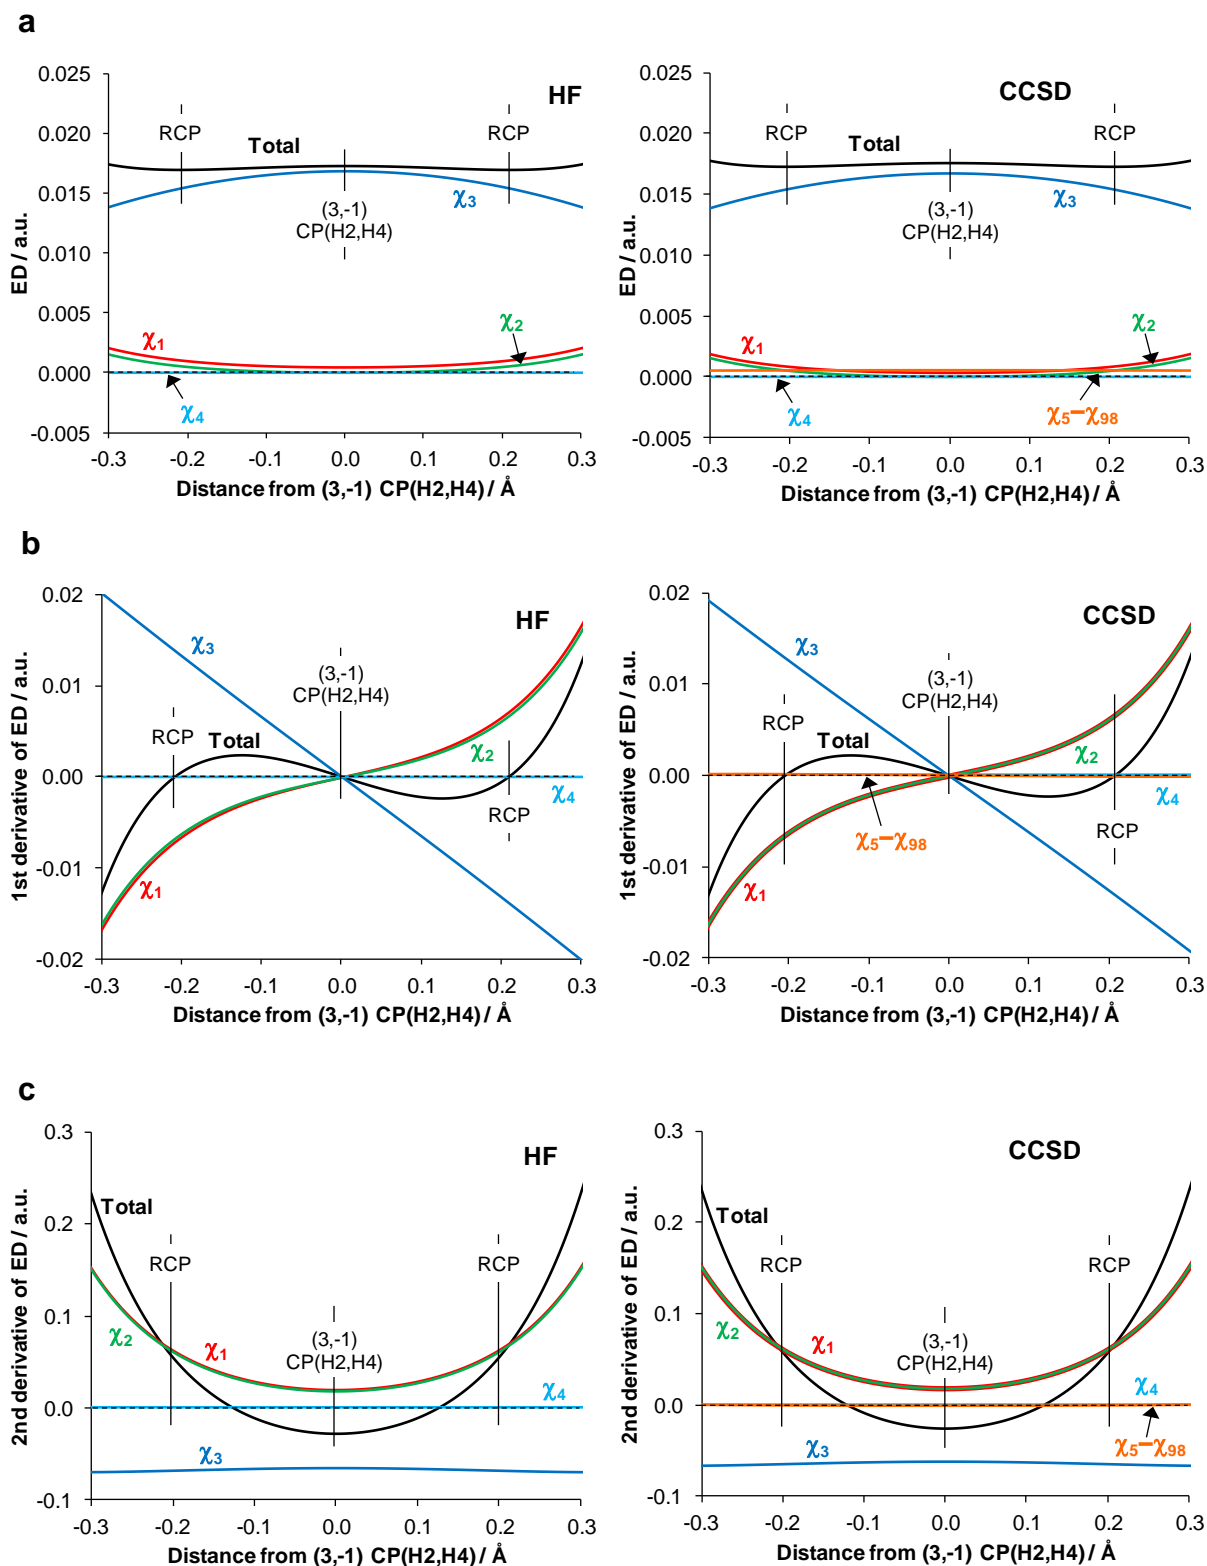 a
HF
CCSD
0.025
0.020
0.015
0.010
0.005
0.000
-0.005
ED / a.u.
RCP
Total
RCP
χ3
(3,-1)
CP(H2,H4)
χ1
χ2
χ4
-0.3 -0.2 -0.1 0.0 0.1 0.2 0.3
Distance from (3,-1) CP(H2,H4) / Å
0.025
0.020
0.015
0.010
0.005
0.000
-0.005
ED / a.u.
RCP
Total
RCP
χ3
(3,-1)
CP(H2,H4)
χ1
χ2
χ4
χ5−χ98
-0.3 -0.2 -0.1 0.0 0.1 0.2 0.3
Distance from (3,-1) CP(H2,H4) / Å
b
HF
0.02
0.01
0.00
-0.01
-0.02
1st derivative of ED / a.u.
χ3
(3,-1)
CP(H2,H4)
RCP
Total
χ2
χ4
RCP
χ1
-0.3 -0.2 -0.1 0.0 0.1 0.2 0.3
Distance from (3,-1) CP(H2,H4) / Å
CCSD
0.02
0.01
0.00
-0.01
-0.02
1st derivative of ED / a.u.
χ3
(3,-1)
CP(H2,H4)
RCP
Total
χ2
χ4
χ5−χ98
RCP
χ1
-0.3 -0.2 -0.1 0.0 0.1 0.2 0.3
Distance from (3,-1) CP(H2,H4) / Å
c
HF
0.3
0.2
0.1
0.0
-0.1
2nd derivative of ED / a.u.
Total
RCP
RCP
χ2
χ1
(3,-1)
CP(H2,H4)
χ4
χ3
-0.3 -0.2 -0.1 0.0 0.1 0.2 0.3
Distance from (3,-1) CP(H2,H4) / Å
CCSD
0.3
0.2
0.1
0.0
-0.1
2nd derivative of ED / a.u.
Total
RCP
RCP
χ2
χ1
(3,-1)
CP(H2,H4)
χ4
χ3
χ5−χ98
-0.3 -0.2 -0.1 0.0 0.1 0.2 0.3
Distance from (3,-1) CP(H2,H4) / Å